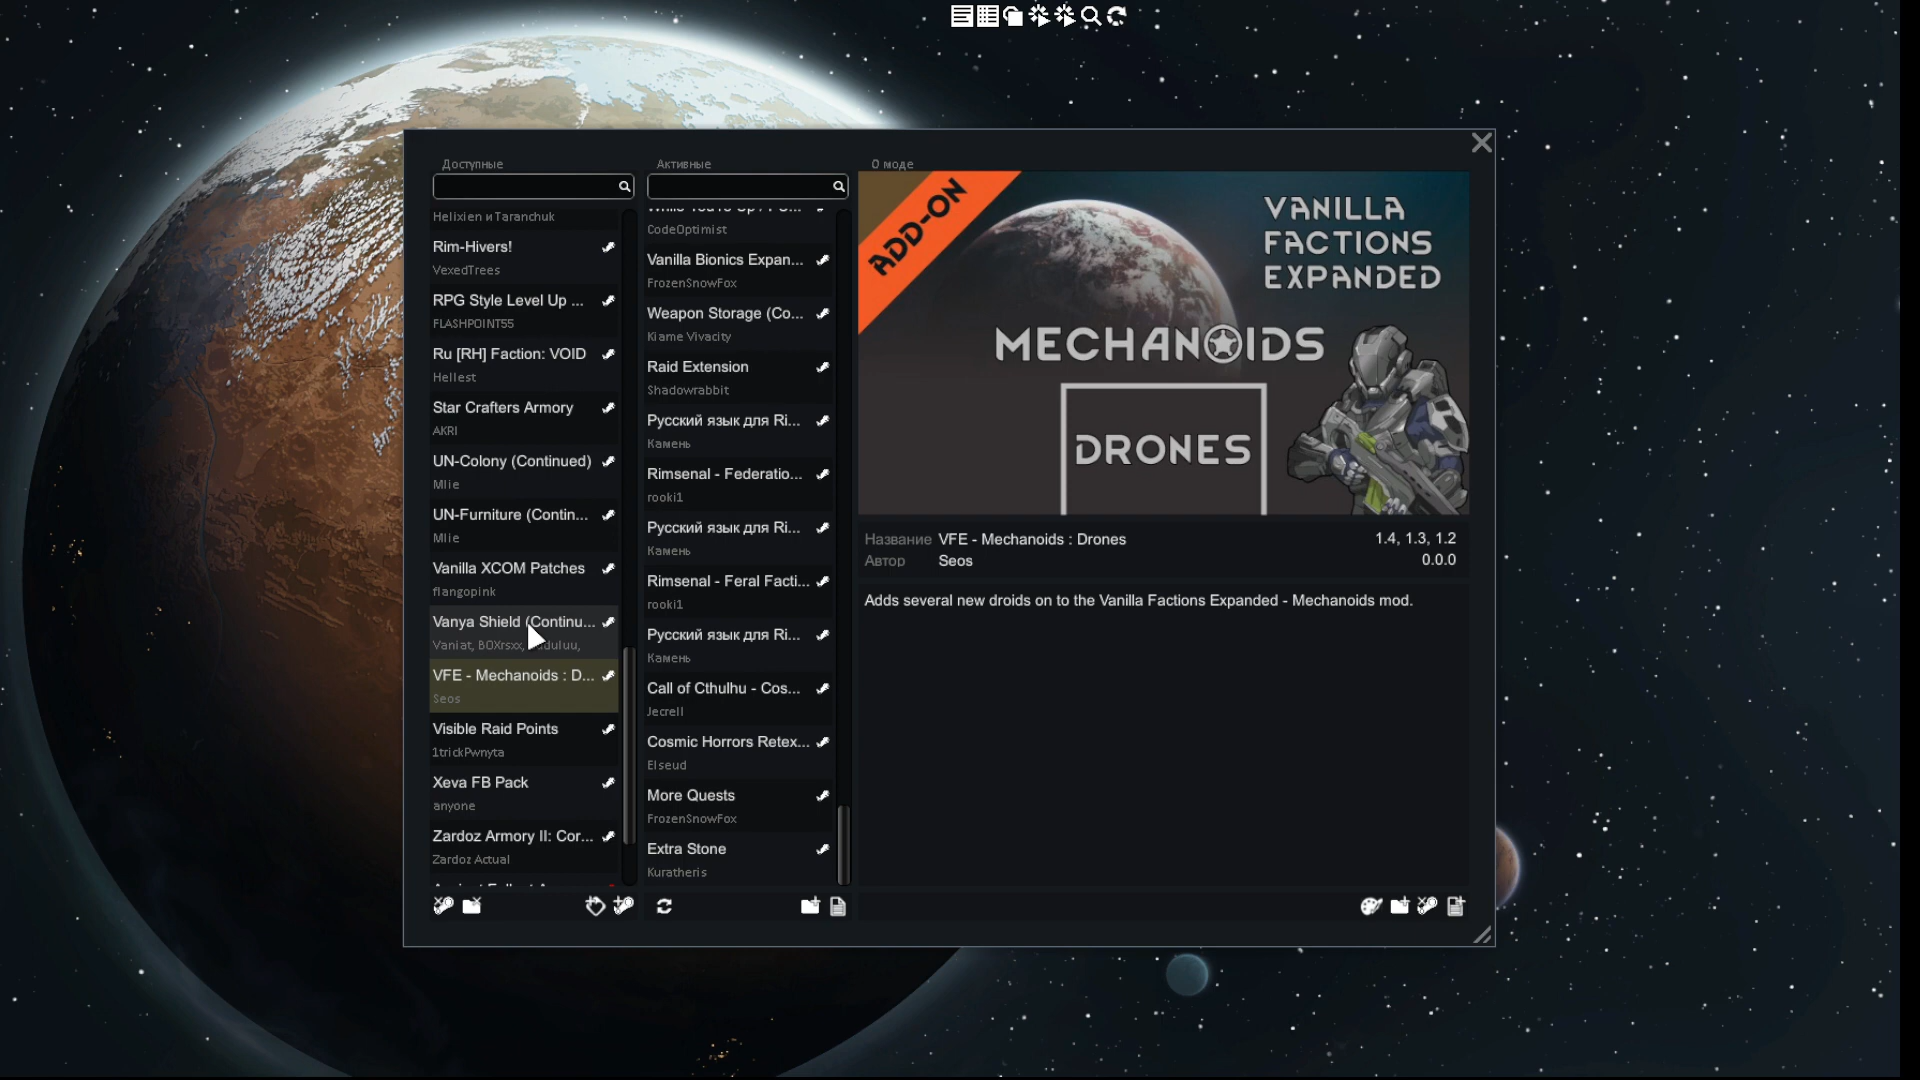 Доступные
Helixien и Taranchuk
Rim-Hivers!
VexedTrees
RPG Style Level Up ...
FLASHPOINT55
Ru [RH] Faction: VOID
Hellest
Star Crafters Armory
AKRI
UN-Colony (Continued)
Mlie
UN-Furniture (Contin...
Mlie
Vanilla XCOM Patches
flangopink
Vanya Shield (Continu...
Vaniat, BOXrsxx,
VFE - Mechanoids : D...
Seos
Visible Raid Points
1trickPwnyta
Xeva FB Pack
anyone
Zardoz Armory II: Cor...
Zardoz Actual
Активные
CodeOptimist
Vanilla Bionics Expan...
FrozenSnowFox
Weapon Storage (Co...
Kiame Vivacity
Raid Extension
Shadowrabbit
Русский язык для Ri...
Камень
Rimsenal - Federatio...
rooki1
Русский язык для Ri...
Камень
Rimsenal - Feral Facti...
rooki1
Русский язык для Ri...
Камень
Call of Cthulhu - Cos...
Jecrell
Cosmic Horrors Retex...
Elseud
More Quests
FrozenSnowFox
Extra Stone
Kuratheris
О моде
ADD-ON
VANILLA
FACTIONS
EXPANDED
MECHANOIDS
DRONES
Название VFE - Mechanoids : Drones 1.4, 1.3, 1.2
Автор Seos 0.0.0
Adds several new droids on to the Vanilla Factions Expanded - Mechanoids mod.